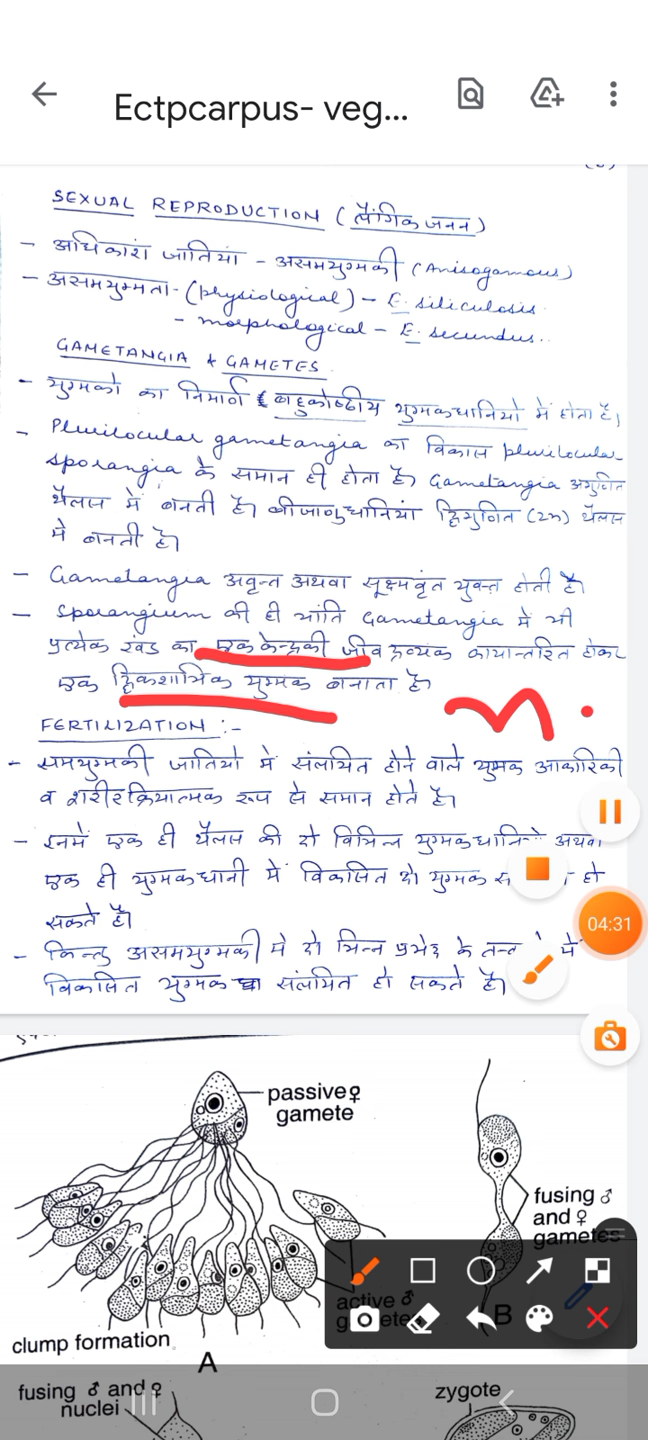 Ectpcarpus- veg...
SEXUAL REPRODUCTION (लैंगिक जनन)
- अधिकांश जातियां - असमयुग्मकी (Anisogamous)
- असमयुग्मता - (physiological) - E. siliculosis.
- morphological - E. secundus..
GAMETANGIA & GAMETES
- युग्मको का निर्माण बहुकोष्ठीय युग्मकधानियो में होता है।
- Plurilocular gametangia का विकास plurilocular
sporangia के समान ही होता है। Gametangia अगुणित
थैलस में बनती है। बीजाणुधानियां द्विगुणित (2n) थैलस
मे बनती है।
- Gametangia अवृन्त अथवा सूक्ष्मवृंत युक्त होती है
- Sporangium की ही भांति Gametangia में भी
प्रत्येक खंड का एककेन्द्रकी जीवद्रव्यक कायान्तरित होकर
एक द्विकशाभिक युग्मक बनाता है
n.
FERTILIZATION :-
- समयुग्मकी जातियो में संलयित होने वाले युग्मक आकारिकी
व शरीरक्रियात्मक रूप से समान होते है।
- इनमें एक ही थैलस की दो विभिन्न अथवा
एक ही युग्मकधानी में विकसित दो युग्मक हो
सकते है।
- किन्तु असमयुग्मकी मे दो भिन्न प्रभेद के में
विकसित युग्मक संलयित हो सकते है।
04:31
passive ♀
gamete
fusing ♂
and ♀
gametes
active ♂
B
clump formation
A
fusing ♂ and ♀
nuclei
zygote